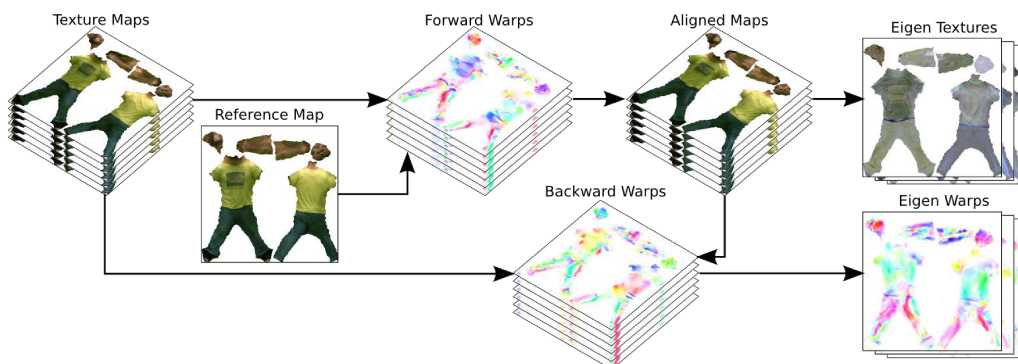 Texture Maps
Forward Warps
Aligned Maps
Eigen Textures
Reference Map
Backward Warps
Eigen Warps